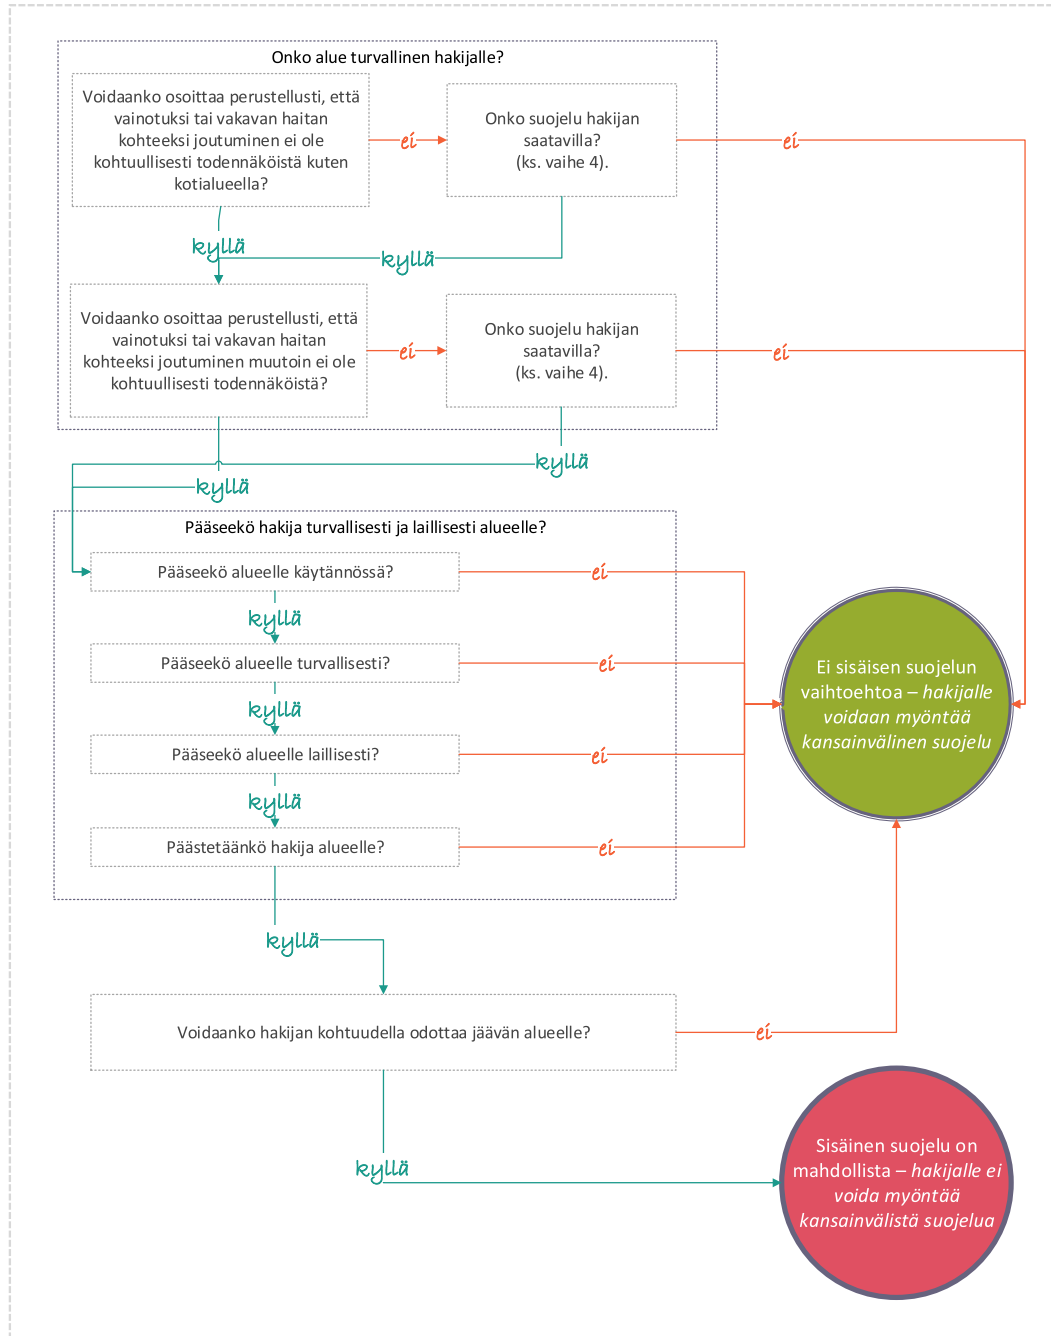 Onko alue turvallinen hakijalle?
Voidaanko osoittaa perustellusti, että
vainotuksi tai vakavan haitan
kohteeksi joutuminen ei ole
kohtuullisesti todennäköistä kuten
kotialueella?
ei
Onko suojelu hakijan
saatavilla?
(ks. vaihe 4).
ei
kyllä
kyllä
Voidaanko osoittaa perustellusti, että
vainotuksi tai vakavan haitan
kohteeksi joutuminen muutoin ei ole
kohtuullisesti todennäköistä?
ei
Onko suojelu hakijan
saatavilla?
(ks. vaihe 4).
ei
kyllä
kyllä
Pääseekö hakija turvallisesti ja laillisesti alueelle?
Pääseekö alueelle käytännössä?
ei
kyllä
Pääseekö alueelle turvallisesti?
ei
kyllä
Pääseekö alueelle laillisesti?
ei
kyllä
Päästetäänkö hakija alueelle?
ei
Ei sisäisen suojelun
vaihtoehtoa – hakijalle
voidaan myöntää
kansainvälinen suojelu
kyllä
Voidaanko hakijan kohtuudella odottaa jäävän alueelle?
ei
kyllä
Sisäinen suojelu on
mahdollista – hakijalle ei
voida myöntää
kansainvälistä suojelua